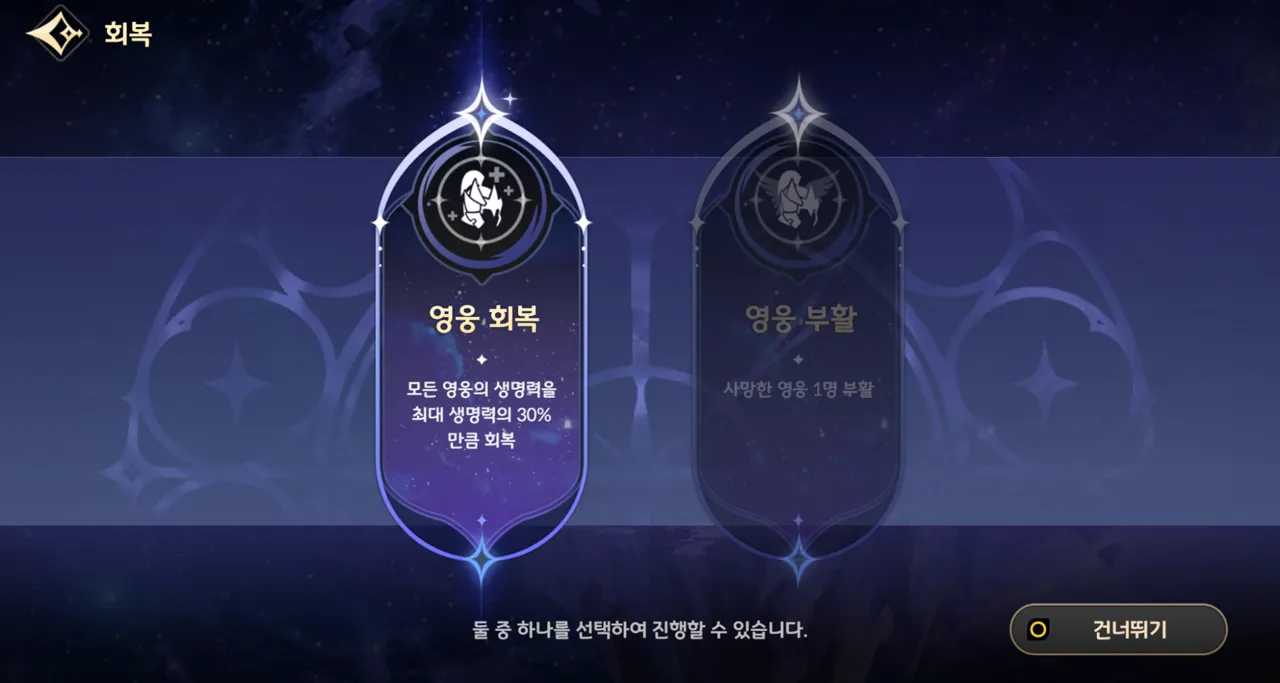 회복
영웅 회복
모든 영웅의 생명력을
최대 생명력의 30%
만큼 회복
영웅 부활
사망한 영웅 1명 부활
둘 중 하나를 선택하여 진행할 수 있습니다.
건너뛰기